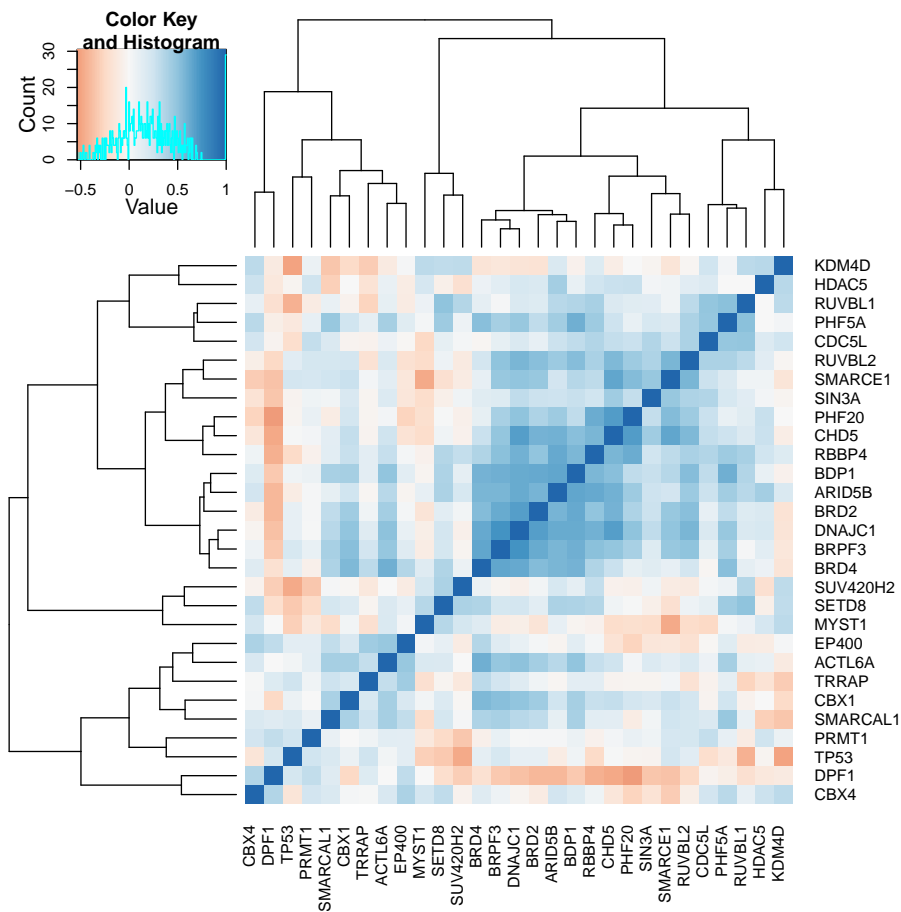 Color Key
and Histogram
Count
0
10
20
30
−0.5
0
0.5
1
Value
KDM4D
HDAC5
RUVBL1
PHF5A
CDC5L
RUVBL2
SMARCE1
SIN3A
PHF20
CHD5
RBBP4
BDP1
ARID5B
BRD2
DNAJC1
BRPF3
BRD4
SUV420H2
SETD8
MYST1
EP400
ACTL6A
TRRAP
CBX1
SMARCAL1
PRMT1
TP53
DPF1
CBX4
CBX4
DPF1
TP53
PRMT1
SMARCAL1
CBX1
TRRAP
ACTL6A
EP400
MYST1
SETD8
SUV420H2
BRD4
BRPF3
DNAJC1
BRD2
ARID5B
BDP1
RBBP4
CHD5
PHF20
SIN3A
SMARCE1
RUVBL2
CDC5L
PHF5A
RUVBL1
HDAC5
KDM4D